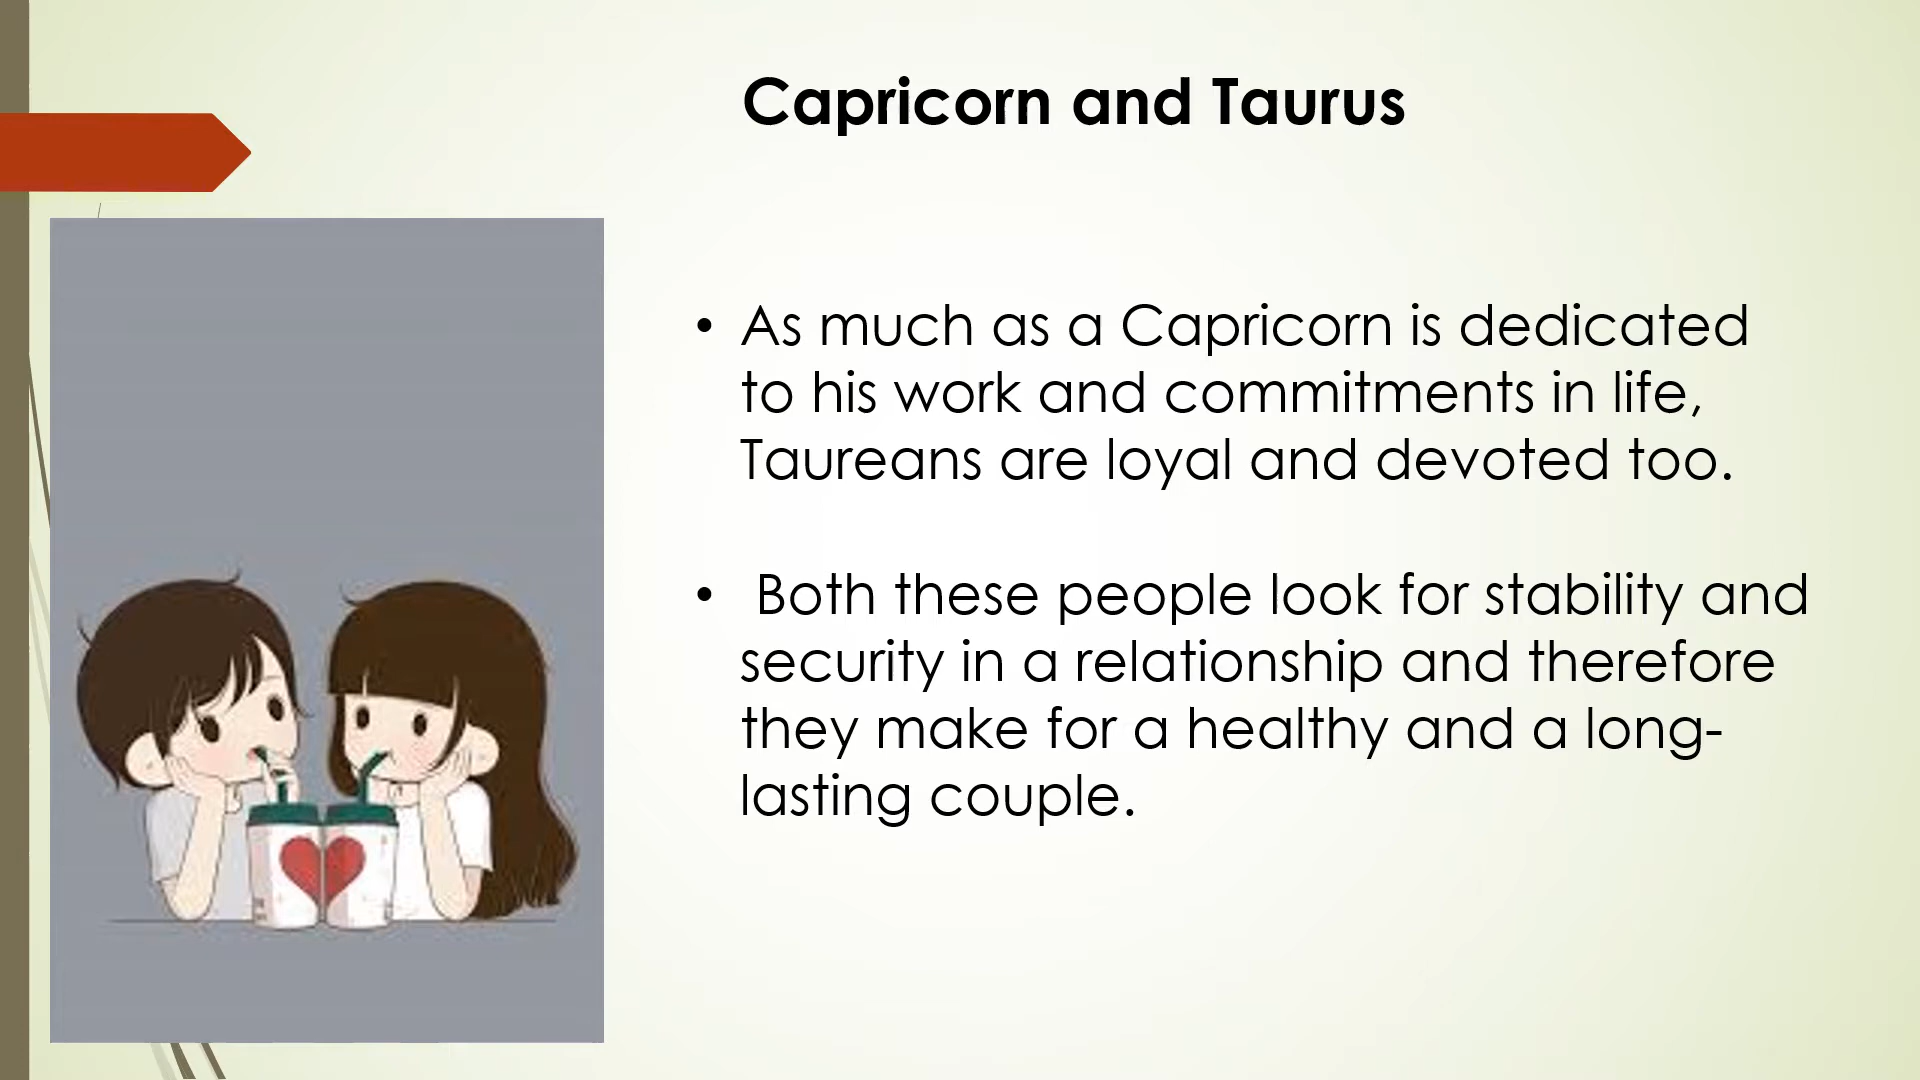 Capricorn and Taurus
• As much as a Capricorn is dedicated
to his work and commitments in life,
Taureans are loyal and devoted too.
• Both these people look for stability and
security in a relationship and therefore
they make for a healthy and a long-
lasting couple.